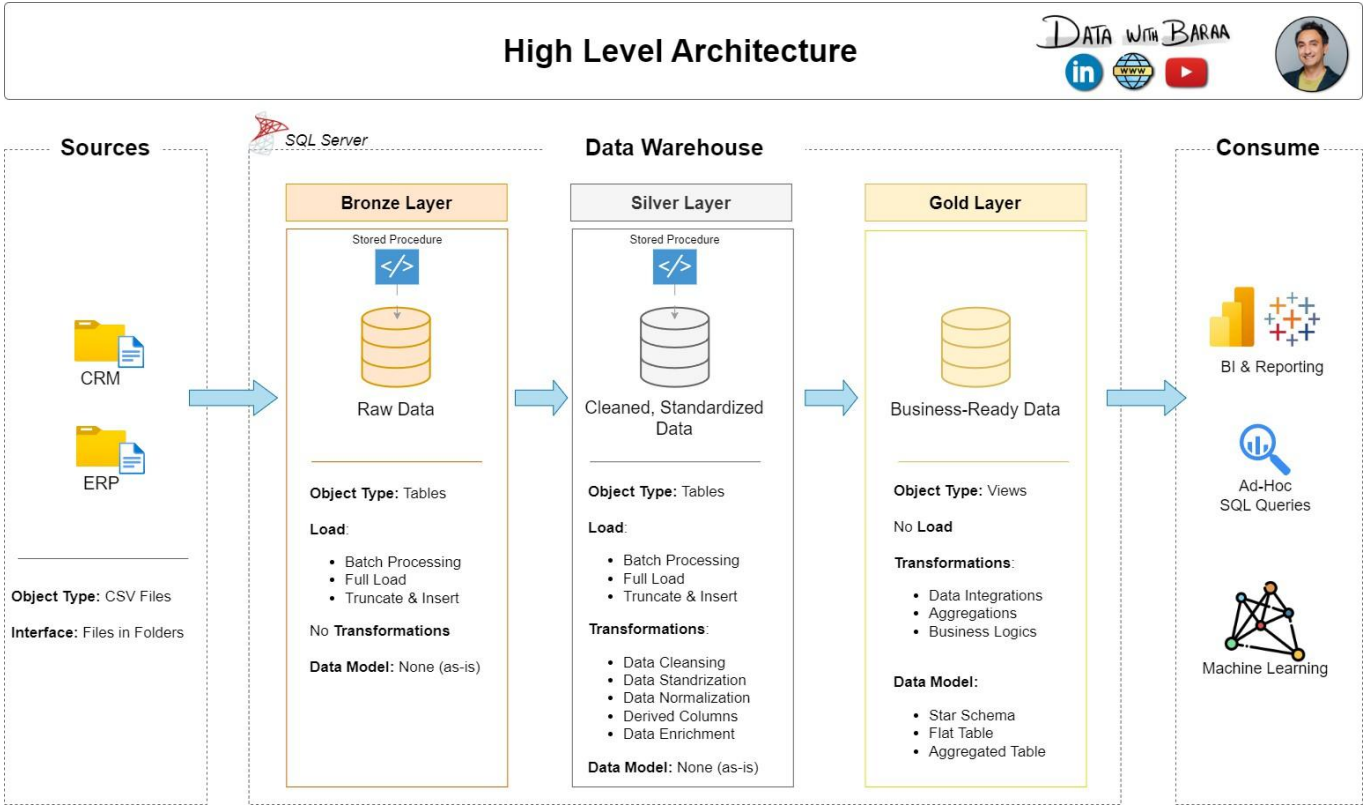 High Level Architecture
DATA WITH BARAA
in
WWW
Sources
CRM
ERP
Object Type: CSV Files
Interface: Files in Folders
SQL Server
Data Warehouse
Bronze Layer
Stored Procedure
</>
Raw Data
Object Type: Tables
Load:
• Batch Processing
• Full Load
• Truncate & Insert
No Transformations
Data Model: None (as-is)
Silver Layer
Stored Procedure
</>
Cleaned, Standardized
Data
Object Type: Tables
Load:
• Batch Processing
• Full Load
• Truncate & Insert
Transformations:
• Data Cleansing
• Data Standrization
• Data Normalization
• Derived Columns
• Data Enrichment
Data Model: None (as-is)
Gold Layer
Business-Ready Data
Object Type: Views
No Load
Transformations:
• Data Integrations
• Aggregations
• Business Logics
Data Model:
• Star Schema
• Flat Table
• Aggregated Table
Consume
BI & Reporting
Ad-Hoc
SQL Queries
Machine Learning